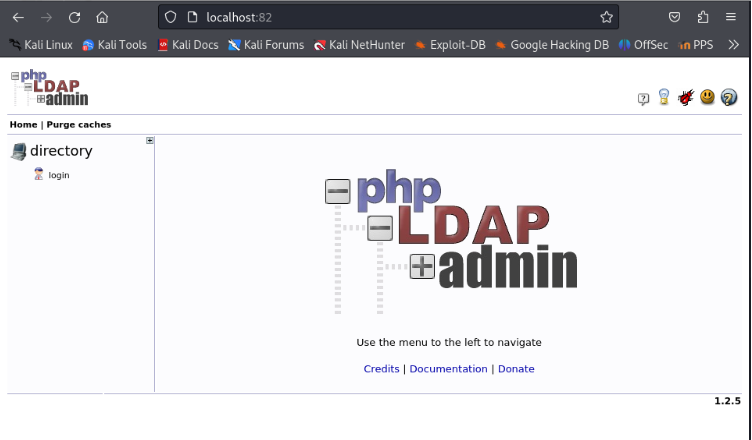 localhost:82
Kali Linux Kali Tools Kali Docs Kali Forums Kali NetHunter Exploit-DB Google Hacking DB OffSec PPS
php
LDAP
admin
Home | Purge caches
directory
login
php
LDAP
admin
Use the menu to the left to navigate
Credits | Documentation | Donate
1.2.5